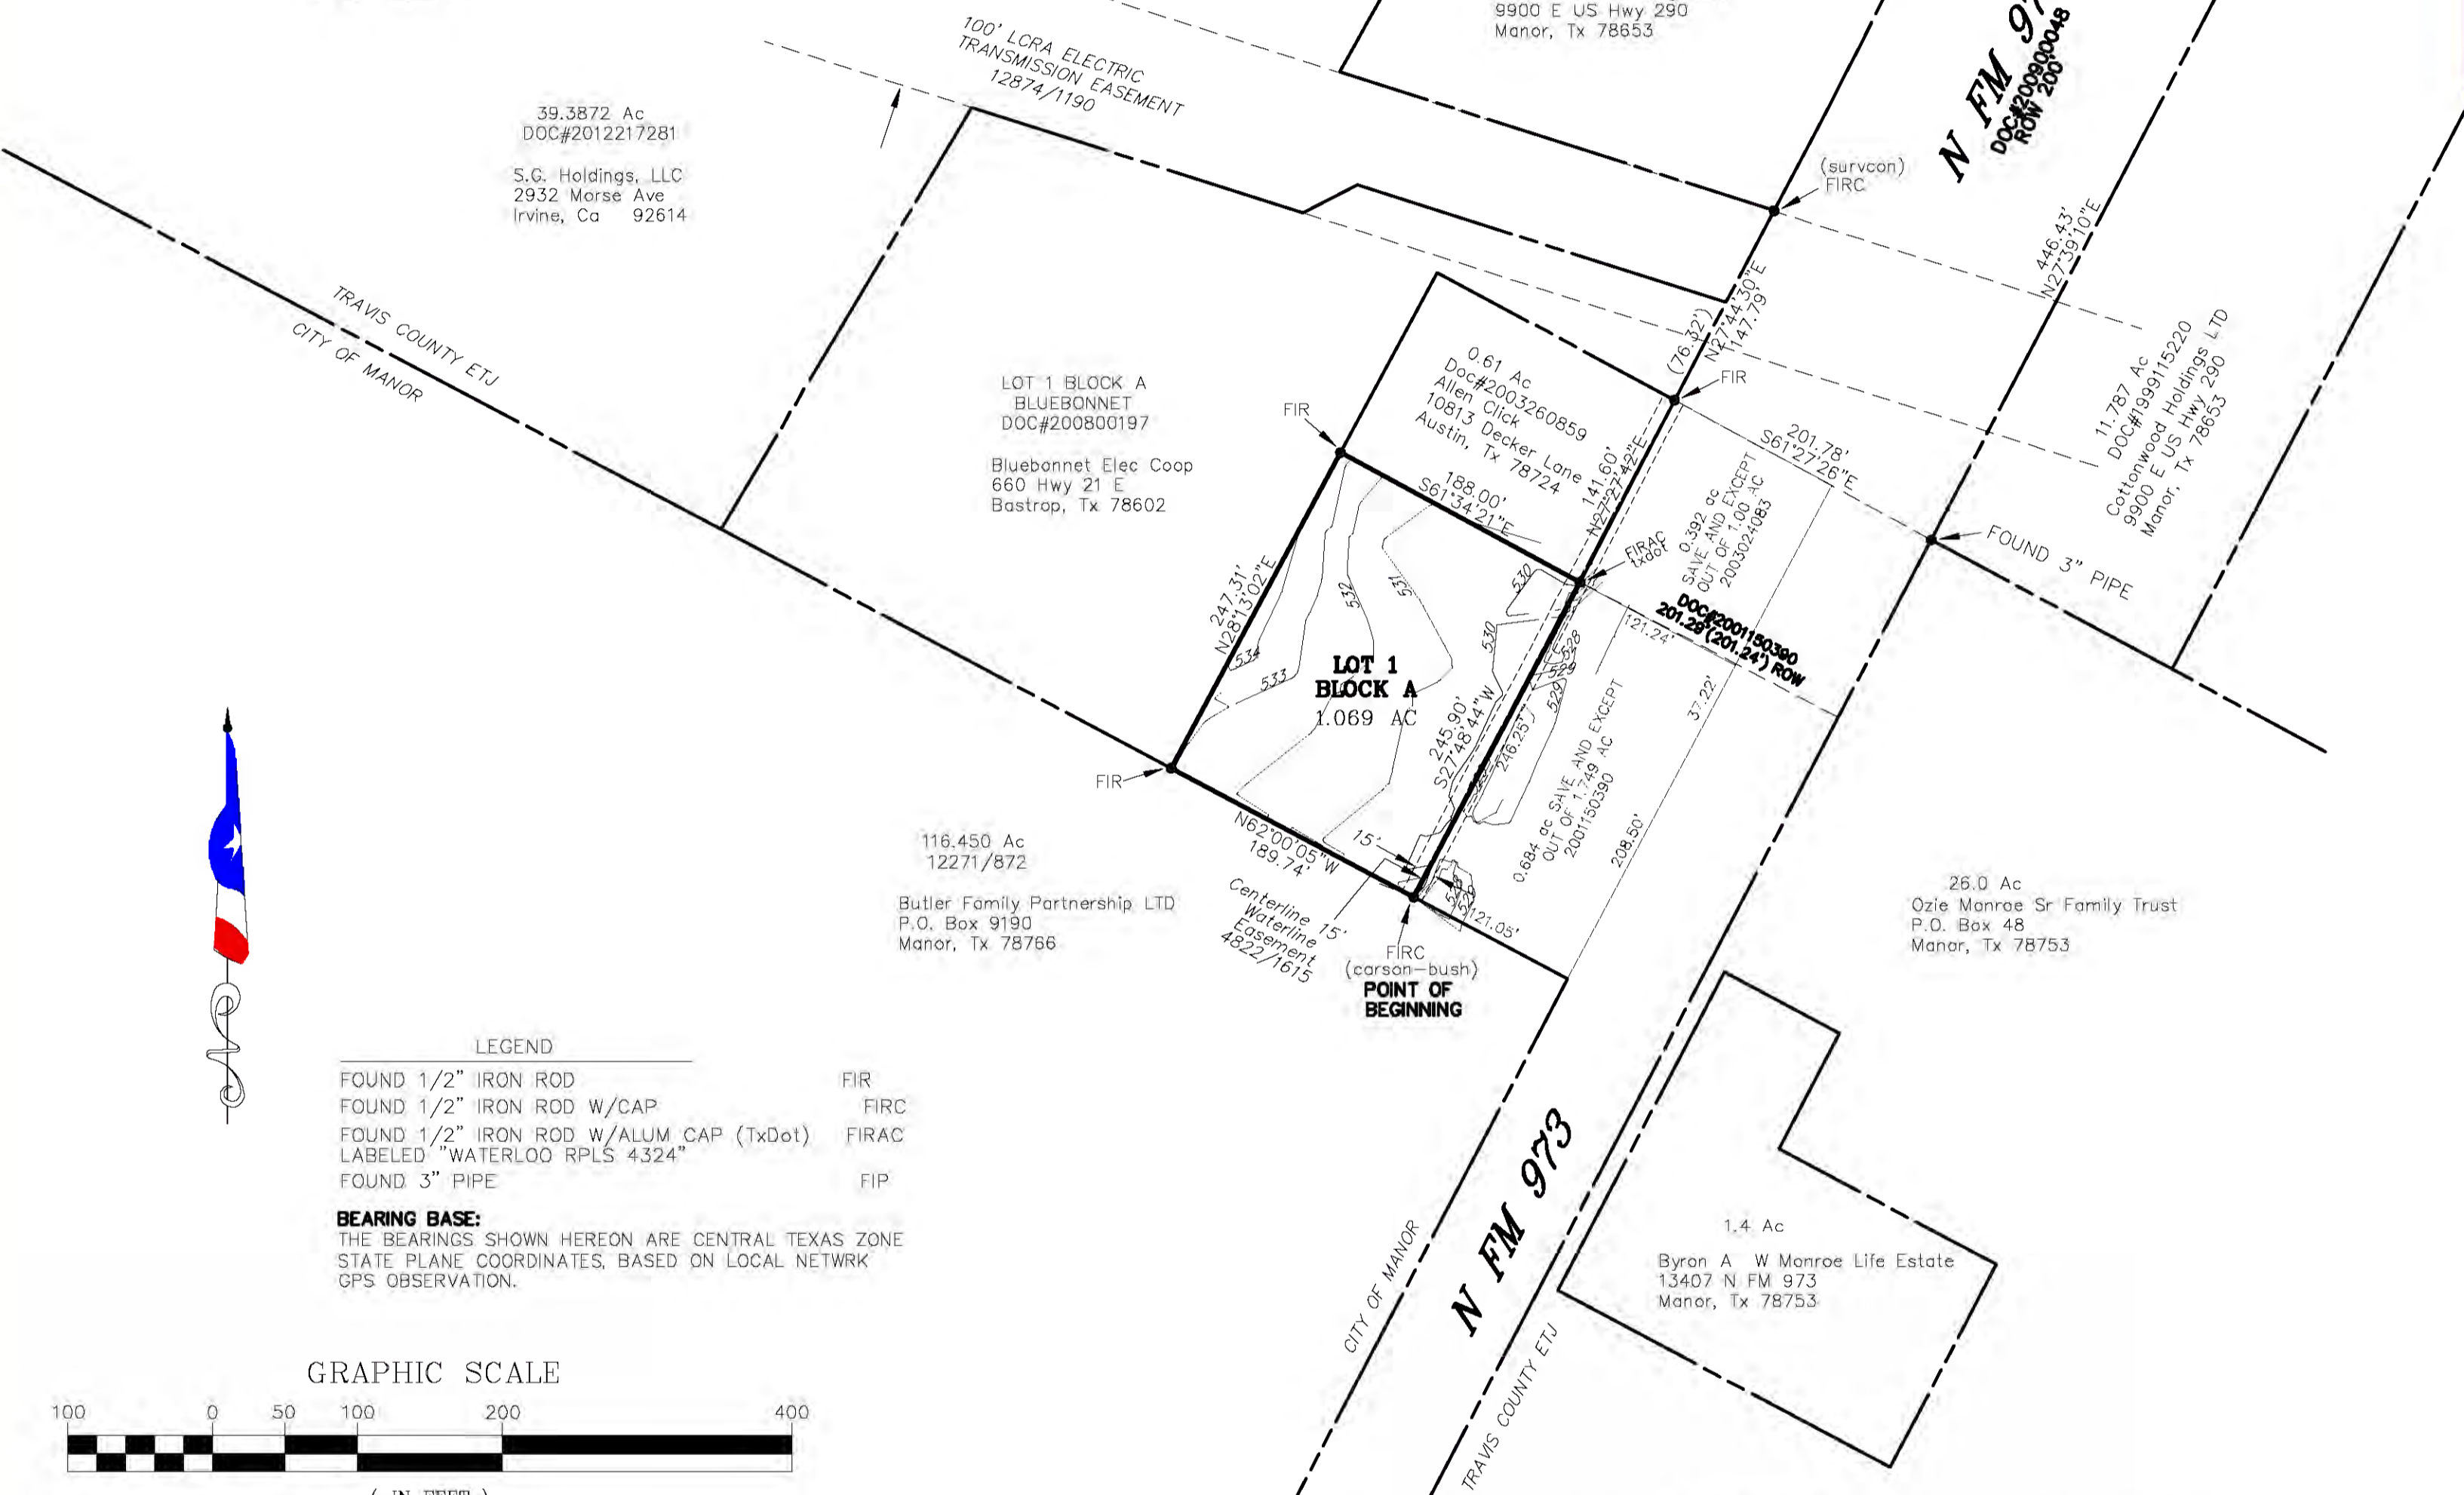 9900 E US Hwy 290
Manor, Tx 78653
100' LCRA ELECTRIC
TRANSMISSION EASEMENT
12874/1190
N FM 97
DOC#200900048
ROW 200'
39.3872 Ac
DOC#2012217281
S.G. Holdings, LLC
2932 Morse Ave
Irvine, Ca 92614
(survcon)
FIRC
446.43'
N27°39'10"E
TRAVIS COUNTY ETJ
CITY OF MANOR
(76.32')
N27°44'30"E
147.79'
11.787 Ac
DOC#1999115220
Cottonwood Holdings LTD
9900 E US Hwy 290
Manor, Tx 78653
LOT 1 BLOCK A
BLUEBONNET
DOC#200800197
Bluebonnet Elec Coop
660 Hwy 21 E
Bastrop, Tx 78602
FIR
0.61 Ac
Doc#2003260859
Allen Click
10813 Decker Lane
Austin, Tx 78724
FIR
201.78'
S61°27'26"E
141.60'
N27°27'42"E
188.00'
S61°34'21"E
FIRAC
txdot
0.392 ac
SAVE AND EXCEPT
OUT OF 1.00 AC
2003024083
FOUND 3" PIPE
DOC#2001150390
201.29'(201.24') ROW
121.24'
247.31'
N28°13'02"E
534
533
532
531
530
530
528
529
529
LOT 1
BLOCK A
1.069 AC
245.90'
S27°48'44"W
246.25'
37.22'
208.50'
0.684 ac SAVE AND EXCEPT
OUT OF 1.749 AC
2001150390
FIR
N62°00'05"W
189.74'
15'
528
529
121.05'
Centerline 15'
Waterline
Easement
4822/1615
FIRC
(carson-bush)
POINT OF
BEGINNING
116.450 Ac
12271/872
Butler Family Partnership LTD
P.O. Box 9190
Manor, Tx 78766
26.0 Ac
Ozie Monroe Sr Family Trust
P.O. Box 48
Manor, Tx 78753
LEGEND
FOUND 1/2" IRON ROD FIR
FOUND 1/2" IRON ROD W/CAP FIRC
FOUND 1/2" IRON ROD W/ALUM CAP (TxDot) FIRAC
LABELED "WATERLOO RPLS 4324"
FOUND 3" PIPE FIP
BEARING BASE:
THE BEARINGS SHOWN HEREON ARE CENTRAL TEXAS ZONE
STATE PLANE COORDINATES, BASED ON LOCAL NETWRK
GPS OBSERVATION.
CITY OF MANOR
N FM 973
TRAVIS COUNTY ETJ
1.4 Ac
Byron A W Monroe Life Estate
13407 N FM 973
Manor, Tx 78753
GRAPHIC SCALE
100 0 50 100 200 400
( IN FEET )